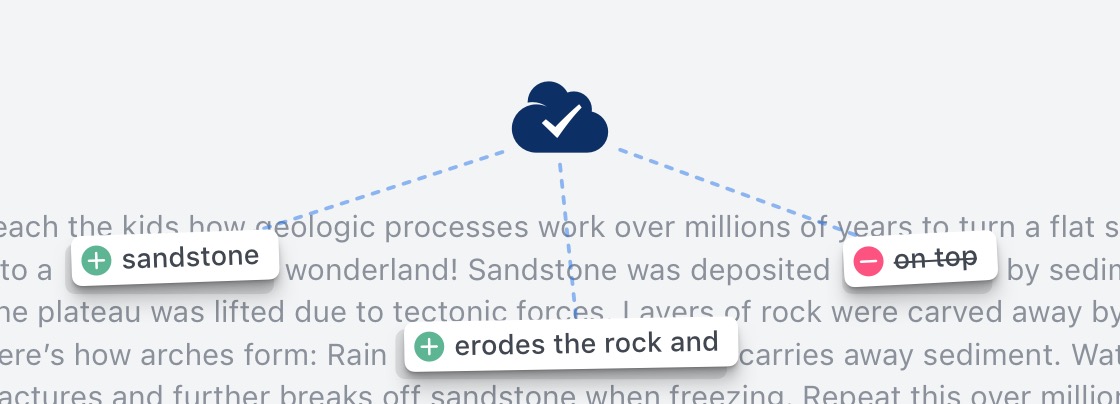 each the kids how geologic processes work over millions of years to turn a flat s
to a sandstone wonderland! Sandstone was deposited on top by sedim
ne plateau was lifted due to tectonic forces. Layers of rock were carved away by
ere's how arches form: Rain erodes the rock and carries away sediment. Wat
actures and further breaks off sandstone when freezing. Repeat this over million